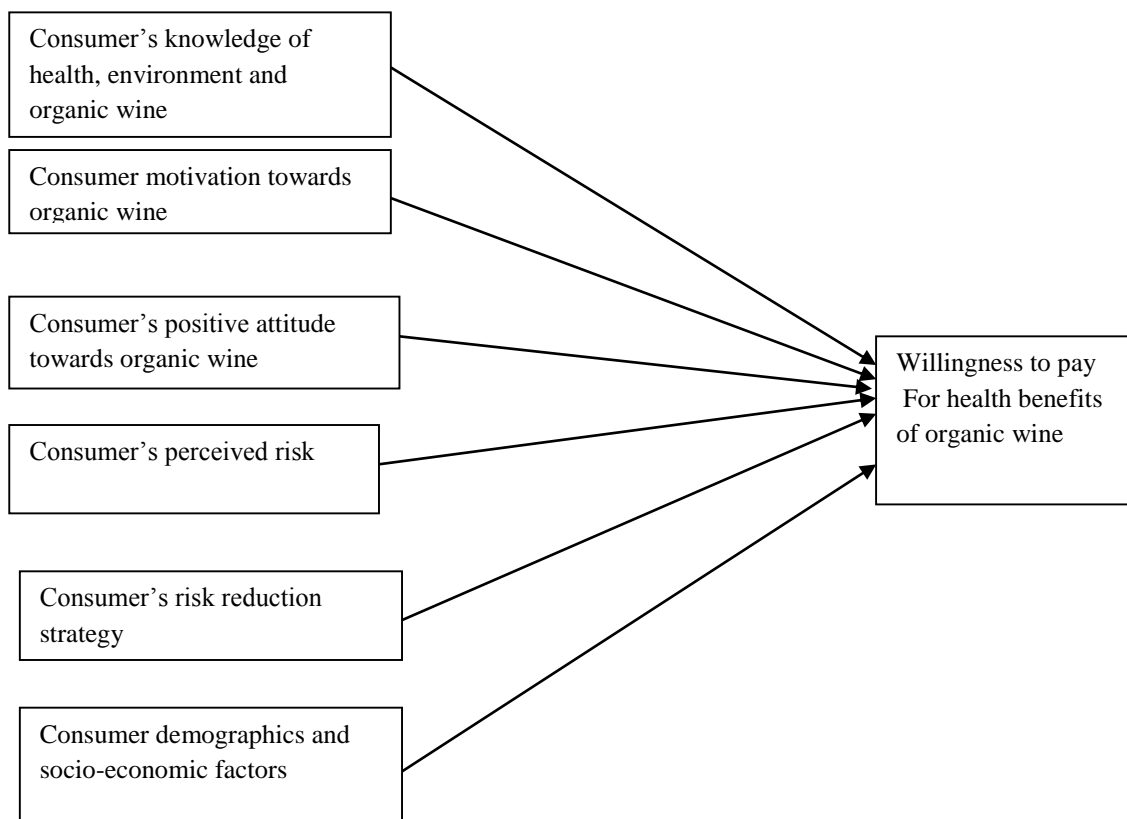 Consumer’s knowledge of
health, environment and
organic wine
Consumer motivation towards
organic wine
Consumer’s positive attitude
towards organic wine
Consumer’s perceived risk
Consumer’s risk reduction
strategy
Consumer demographics and
socio-economic factors
Willingness to pay
For health benefits
of organic wine